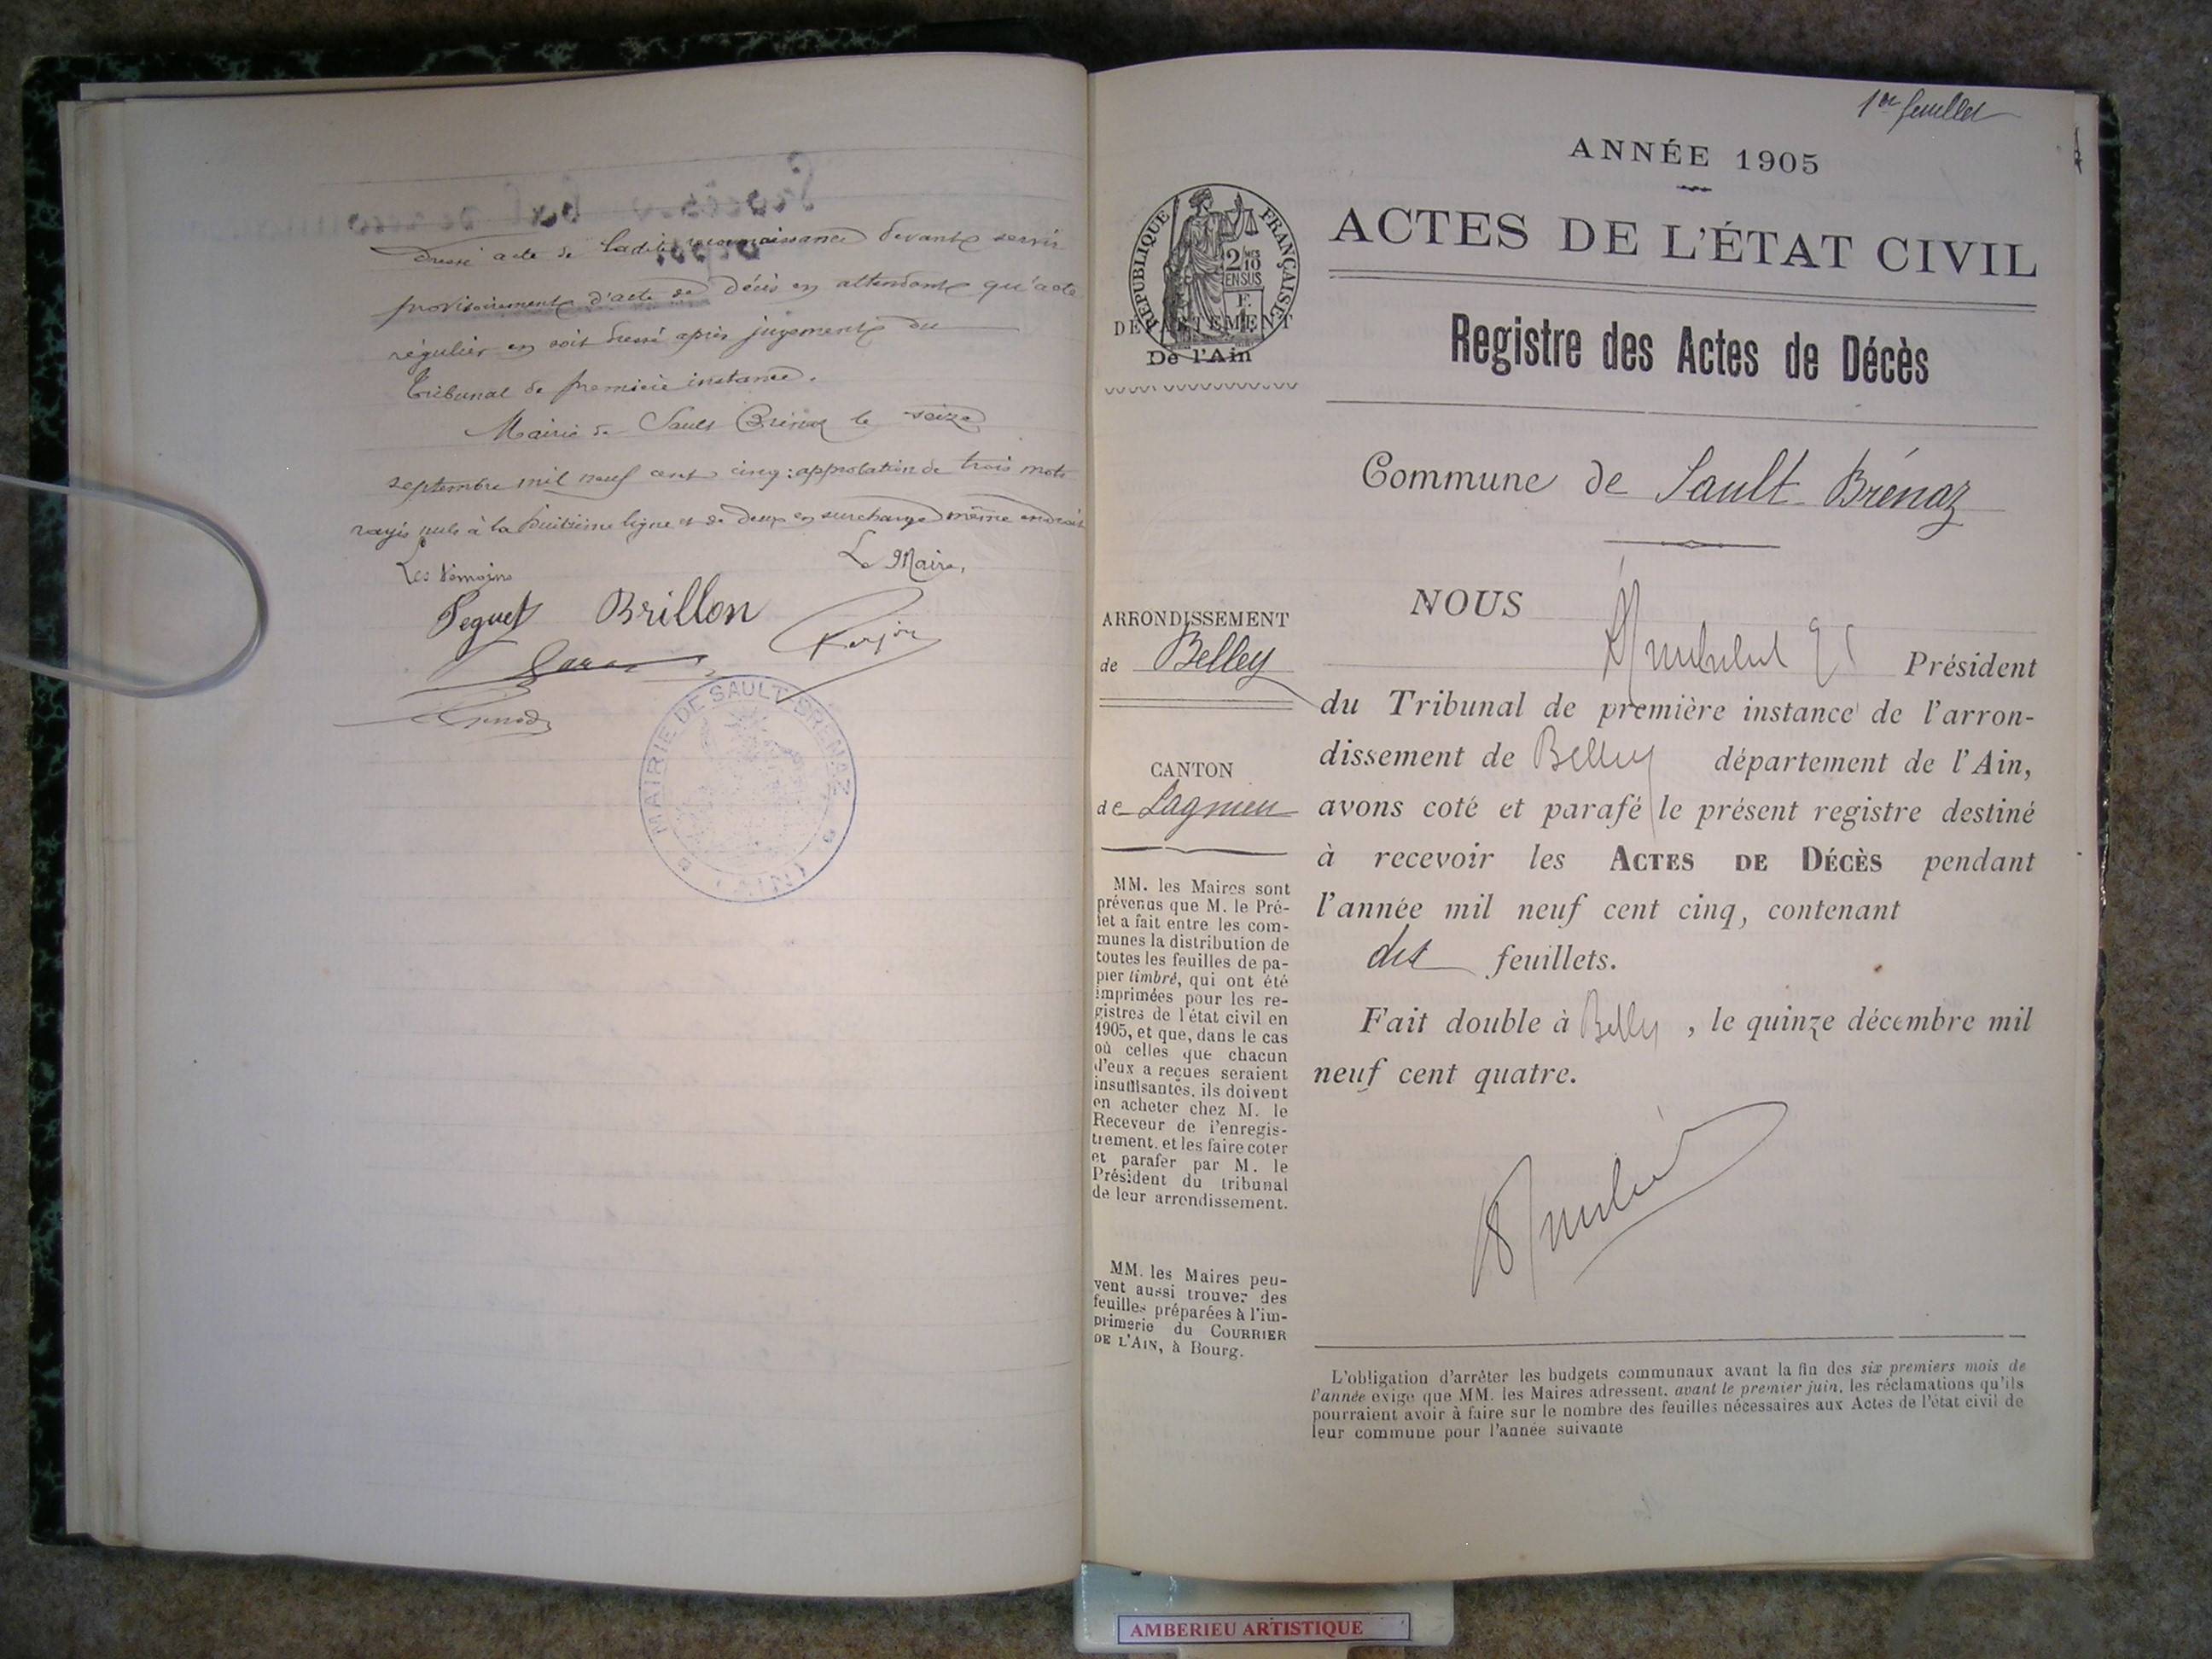 dressé acte de ladite reconnaissance devant servir
provisoirement d'acte de décès en attendant qu'acte
régulier en soit dressé après jugement du
Tribunal de première instance.
Mairie de Sault Brénaz le seize
septembre mil neuf cent cinq : approbation de trois mots
rayés nuls à la huitième ligne et de deux en surcharge même endroit
Les témoins
Le Maire,
Peguet Brillon
MAIRIE DE SAULT-BRENAZ
(AIN)
1er feuillet
ANNÉE 1905
ACTES DE L'ÉTAT CIVIL
RÉPUBLIQUE FRANÇAISE
2 10 EN SUS
DÉPARTEMENT
De l'Ain
Registre des Actes de Décès
Commune de Sault-Brénaz
ARRONDISSEMENT
de Belley
CANTON
de Lagnieu
MM. les Maires sont
prévenus que M. le Pré-
fet a fait entre les com-
munes la distribution de
toutes les feuilles de pa-
pier timbré, qui ont été
imprimées pour les re-
gistres de l'état civil en
1905, et que, dans le cas
où celles que chacun
d'eux a reçues seraient
insuffisantes, ils doivent
en acheter chez M. le
Receveur de l'enregis-
trement, et les faire coter
et parafer par M. le
Président du tribunal
de leur arrondissement.
MM. les Maires peu-
vent aussi trouver des
feuilles préparées à l'im-
primerie du COURRIER
DE L'AIN, à Bourg.
NOUS
Président
du Tribunal de première instance de l'arron-
dissement de Belley département de l'Ain,
avons coté et parafé le présent registre destiné
à recevoir les ACTES DE DÉCÈS pendant
l'année mil neuf cent cinq, contenant
dix feuillets.
Fait double à Belley, le quinze décembre mil
neuf cent quatre.
L'obligation d'arrêter les budgets communaux avant la fin des six premiers mois de
l'année exige que MM. les Maires adressent, avant le premier juin, les réclamations qu'ils
pourraient avoir à faire sur le nombre des feuilles nécessaires aux Actes de l'état civil de
leur commune pour l'année suivante
AMBERIEU ARTISTIQUE